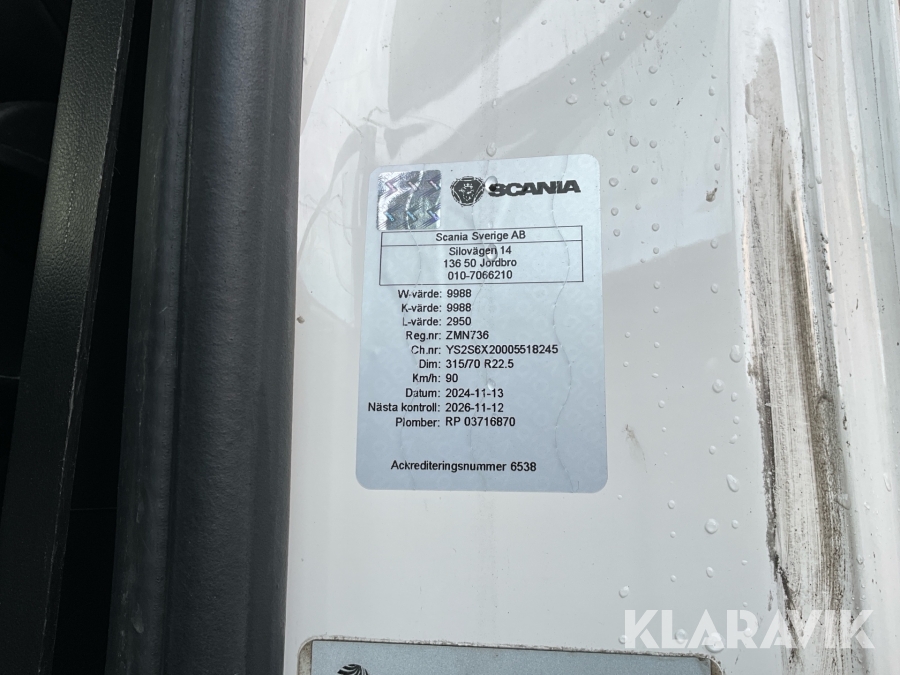 SCANIA
Scania Sverige AB
Silovägen 14
136 50 Jordbro
010-7066210
W-värde: 9988
K-värde: 9988
L-värde: 2950
Reg.nr: ZMN736
Ch.nr: YS2S6X20005518245
Dim: 315/70 R22.5
Km/h: 90
Datum: 2024-11-13
Nästa kontroll: 2026-11-12
Plomber: RP 03716870
Ackrediteringsnummer 6538
KLARAVIK